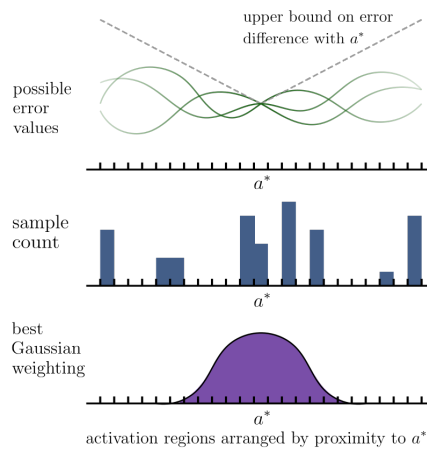 upper bound on error
difference with a*
possible
error
values
a*
sample
count
a*
best
Gaussian
weighting
a*
activation regions arranged by proximity to a*